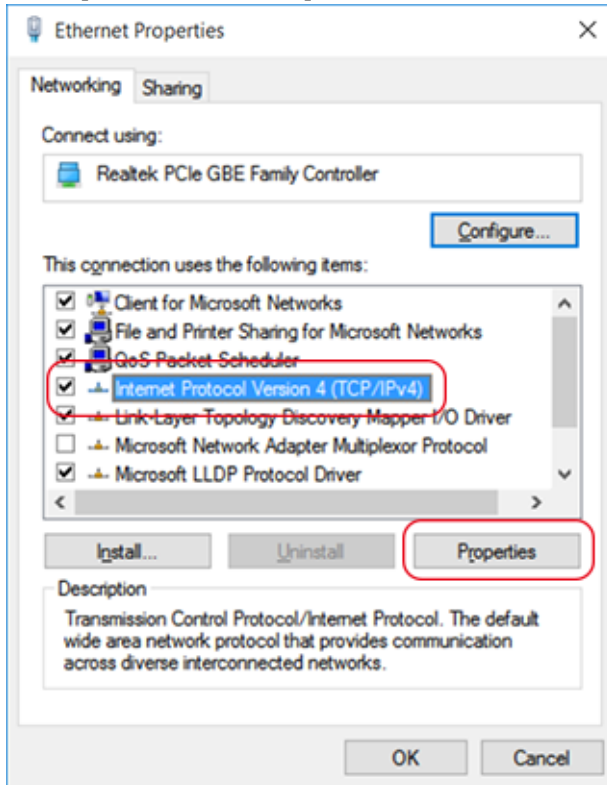 Ethernet Properties
Networking
Sharing
Connect using:
Realtek PCIe GBE Family Controller
Configure...
This connection uses the following items:
Client for Microsoft Networks
File and Printer Sharing for Microsoft Networks
QoS Packet Scheduler
Internet Protocol Version 4 (TCP/IPv4)
Link-Layer Topology Discovery Mapper I/O Driver
Microsoft Network Adapter Multiplexor Protocol
Microsoft LLDP Protocol Driver
Install...
Uninstall
Properties
Description
Transmission Control Protocol/Internet Protocol. The default
wide area network protocol that provides communication
across diverse interconnected networks.
OK
Cancel